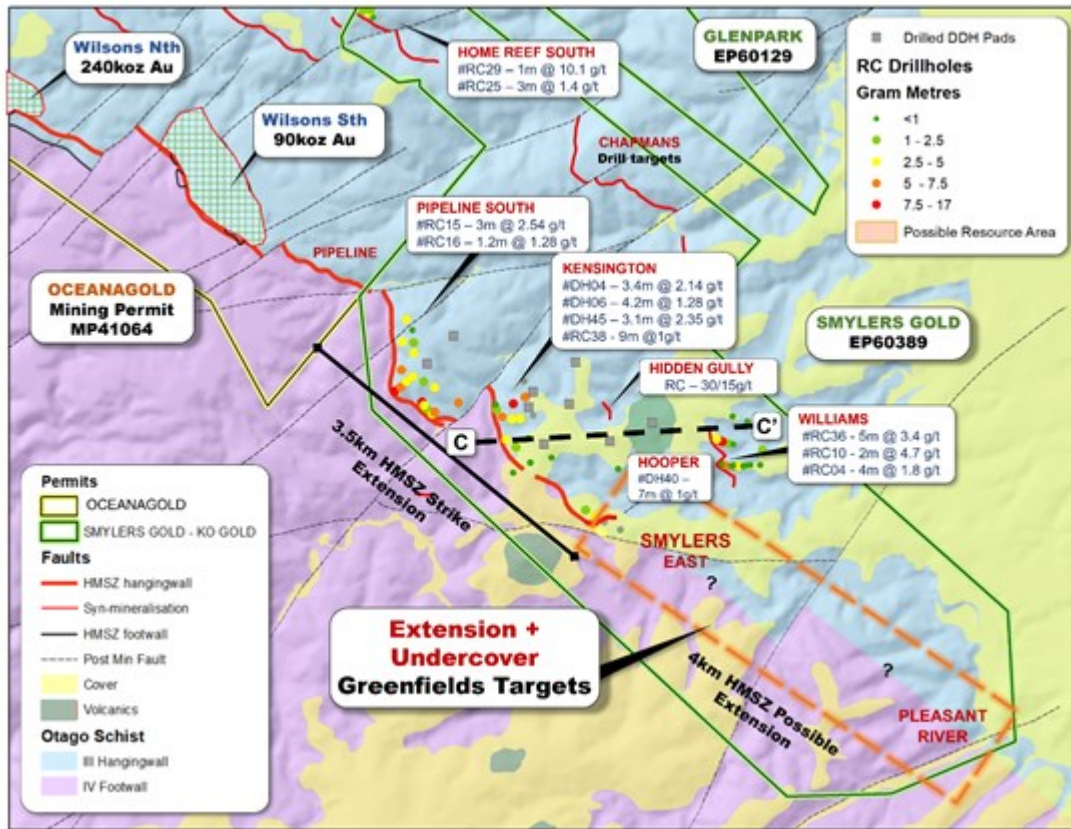 Wilsons Nth
240koz Au
Wilsons Sth
90koz Au
HOME REEF SOUTH
#RC29 – 1m @ 10.1 g/t
#RC25 – 3m @ 1.4 g/t
GLENPARK
EP60129
Drilled DDH Pads
RC Drillholes
Gram Metres
<1
1 - 2.5
2.5 - 5
5 - 7.5
7.5 - 17
Possible Resource Area
CHAPMANS
Drill targets
PIPELINE SOUTH
#RC15 – 3m @ 2.54 g/t
#RC16 – 1.2m @ 1.28 g/t
PIPELINE
OCEANAGOLD
Mining Permit
MP41064
KENSINGTON
#DH04 – 3.4m @ 2.14 g/t
#DH06 – 4.2m @ 1.28 g/t
#DH45 – 3.1m @ 2.35 g/t
#RC38 - 9m @1g/t
SMYLERS GOLD
EP60389
HIDDEN GULLY
RC – 30/15g/t
C
C'
WILLIAMS
#RC36 - 5m @ 3.4 g/t
#RC10 - 2m @ 4.7 g/t
#RC04 - 4m @ 1.8 g/t
HOOPER
#DH40 –
7m @ 1g/t
3.5km HMSZ Strike
Extension
SMYLERS
EAST
?
?
Extension +
Undercover
Greenfields Targets
4km HMSZ Possible
Extension
PLEASANT
RIVER
Permits
OCEANAGOLD
SMYLERS GOLD - KO GOLD
Faults
HMSZ hangingwall
Syn-mineralisation
HMSZ footwall
Post Min Fault
Cover
Volcanics
Otago Schist
III Hangingwall
IV Footwall